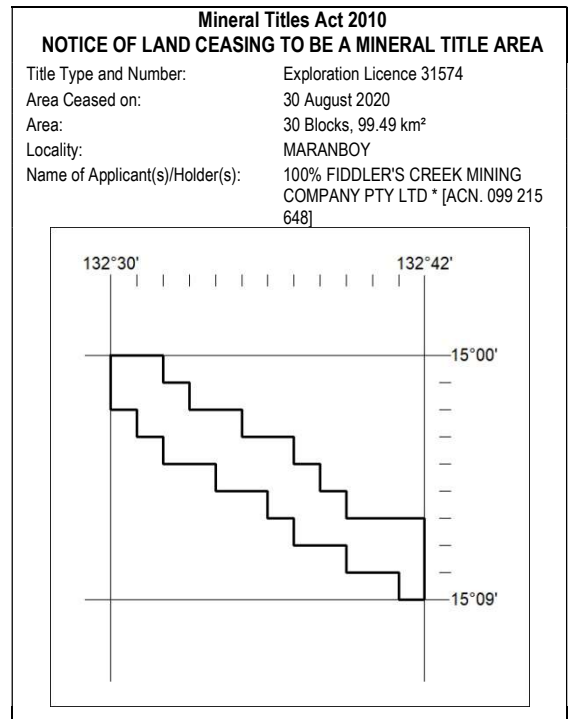 Mineral Titles Act 2010
NOTICE OF LAND CEASING TO BE A MINERAL TITLE AREA
Title Type and Number: Exploration Licence 31574
Area Ceased on: 30 August 2020
Area: 30 Blocks, 99.49 km²
Locality: MARANBOY
Name of Applicant(s)/Holder(s): 100% FIDDLER'S CREEK MINING
COMPANY PTY LTD * [ACN. 099 215
648]
132°30' 132°42'
15°00'
15°09'